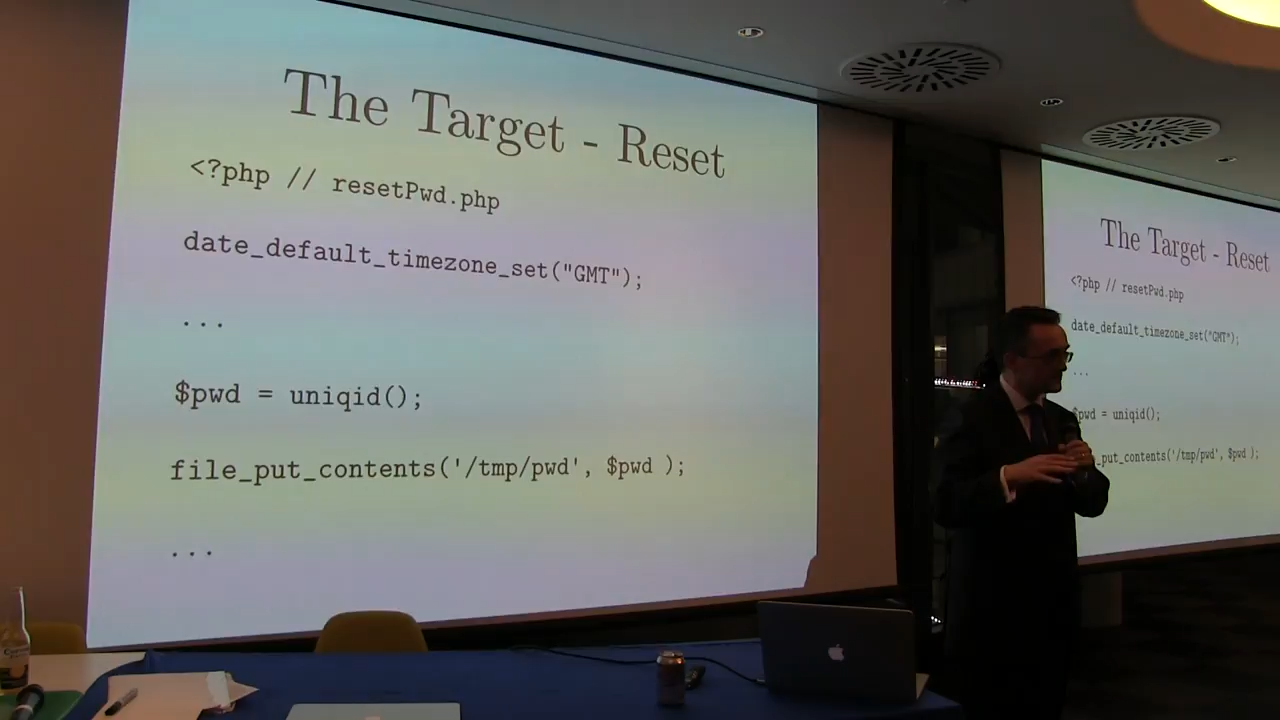 The Target - Reset
<?php // resetPwd.php
date_default_timezone_set("GMT");
...
$pwd = uniqid();
file_put_contents('/tmp/pwd', $pwd );
...
The Target - Reset
<?php // resetPwd.php
date_default_timezone_set("GMT");
...
$pwd = uniqid();
_put_contents('/tmp/pwd', $pwd );